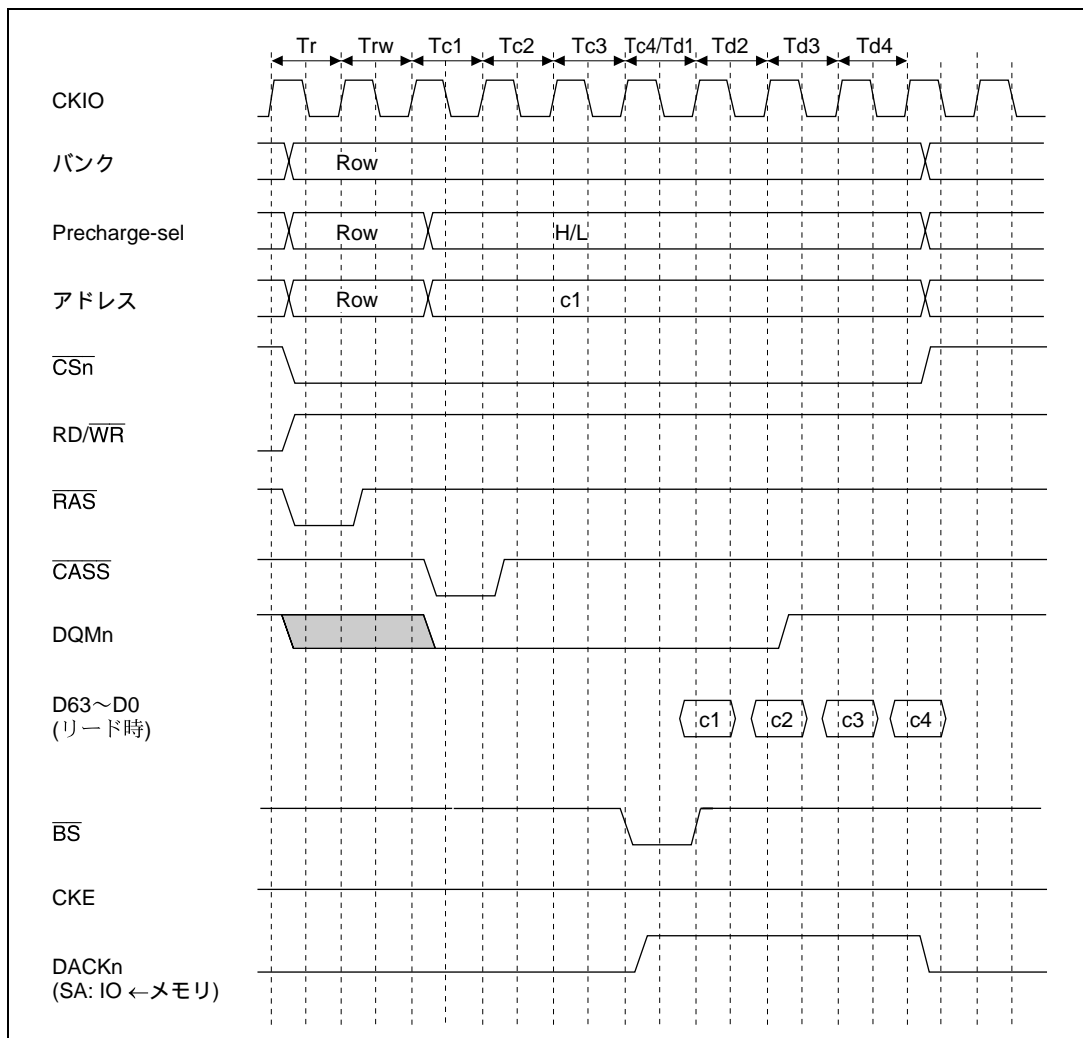 Tr Trw Tc1 Tc2 Tc3 Tc4/Td1 Td2 Td3 Td4
CKIO
バンク Row
Precharge-sel Row H/L
アドレス Row c1
CSn
RD/WR
RAS
CASS
DQMn
D63～D0
(リード時) c1 c2 c3 c4
BS
CKE
DACKn
(SA: IO ←メモリ)